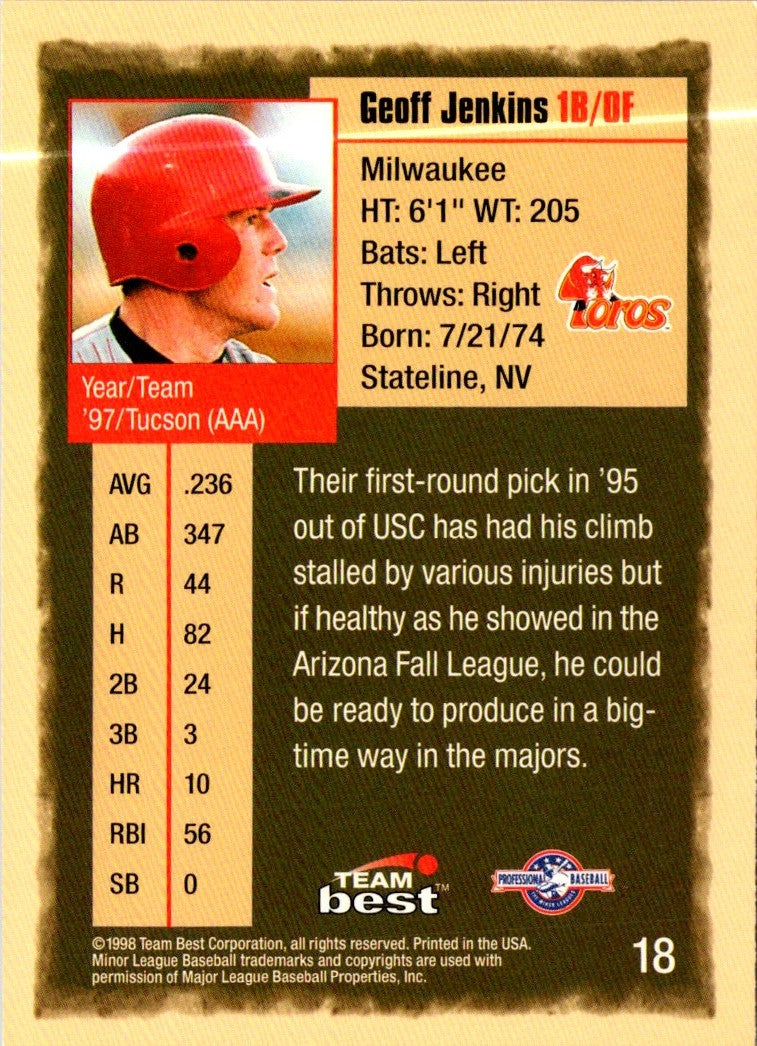 Geoff Jenkins 1B/OF
Milwaukee
HT: 6'1" WT: 205
Bats: Left
Throws: Right
Born: 7/21/74
Stateline, NV
Toros
Year/Team
'97/Tucson (AAA)
AVG .236
AB 347
R 44
H 82
2B 24
3B 3
HR 10
RBI 56
SB 0
Their first-round pick in '95
out of USC has had his climb
stalled by various injuries but
if healthy as he showed in the
Arizona Fall League, he could
be ready to produce in a big-
time way in the majors.
TEAM
best™
PROFESSIONAL BASEBALL
THE MINOR LEAGUES
©1998 Team Best Corporation, all rights reserved. Printed in the USA.
Minor League Baseball trademarks and copyrights are used with
permission of Major League Baseball Properties, Inc.
18